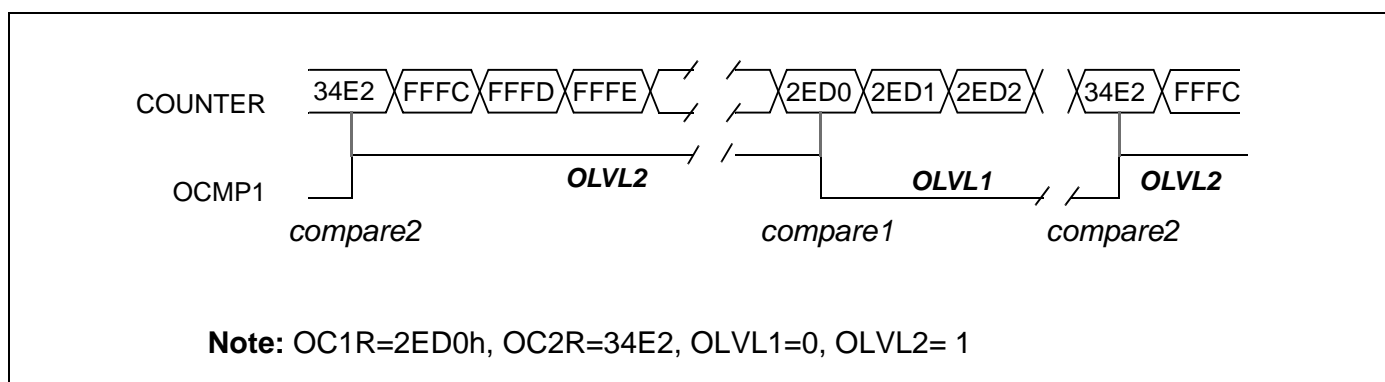 COUNTER 34E2 FFFC FFFD FFFE 2ED0 2ED1 2ED2 34E2 FFFC
OCMP1 OLVL2 OLVL1 OLVL2
compare2 compare1 compare2
Note: OC1R=2ED0h, OC2R=34E2, OLVL1=0, OLVL2= 1